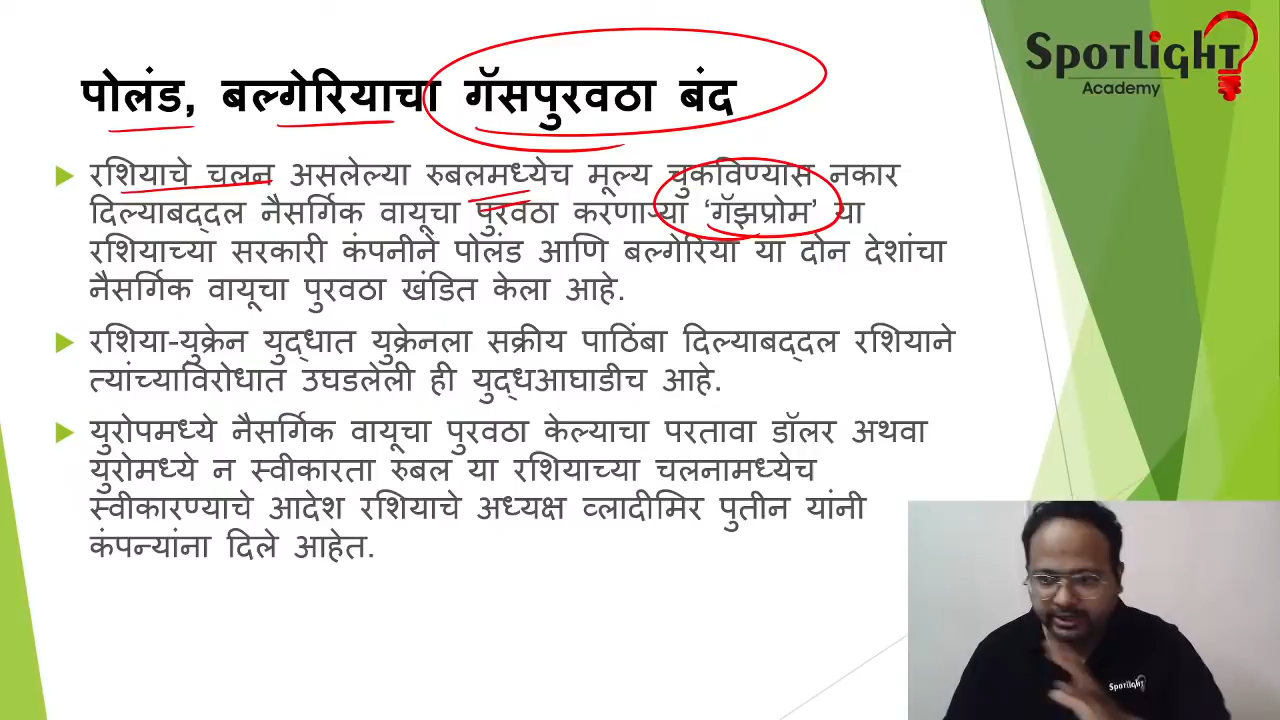 SPOTLIGHT
Academy
पोलंड, बल्गेरियाचा गॅसपुरवठा बंद
रशियाचे चलन असलेल्या रुबलमध्येच मूल्य चुकविण्यास नकार
दिल्याबद्दल नैसर्गिक वायूचा पुरवठा करणाऱ्या ‘गॅझप्रोम’ या
रशियाच्या सरकारी कंपनीने पोलंड आणि बल्गेरिया या दोन देशांचा
नैसर्गिक वायूचा पुरवठा खंडित केला आहे.
रशिया-युक्रेन युद्धात युक्रेनला सक्रीय पाठिंबा दिल्याबद्दल रशियाने
त्यांच्याविरोधात उघडलेली ही युद्धआघाडीच आहे.
युरोपमध्ये नैसर्गिक वायूचा पुरवठा केल्याचा परतावा डॉलर अथवा
युरोमध्ये न स्वीकारता रुबल या रशियाच्या चलनामध्येच
स्वीकारण्याचे आदेश रशियाचे अध्यक्ष व्लादीमिर पुतीन यांनी
कंपन्यांना दिले आहेत.
SPOTLIGHT